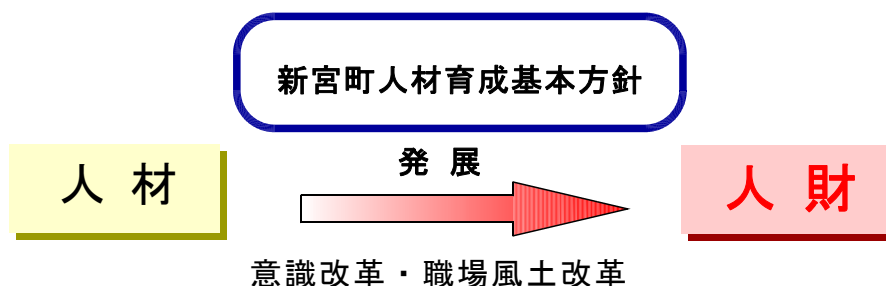 新宮町人材育成基本方針
発 展
人 材
人 財
意識改革・職場風土改革